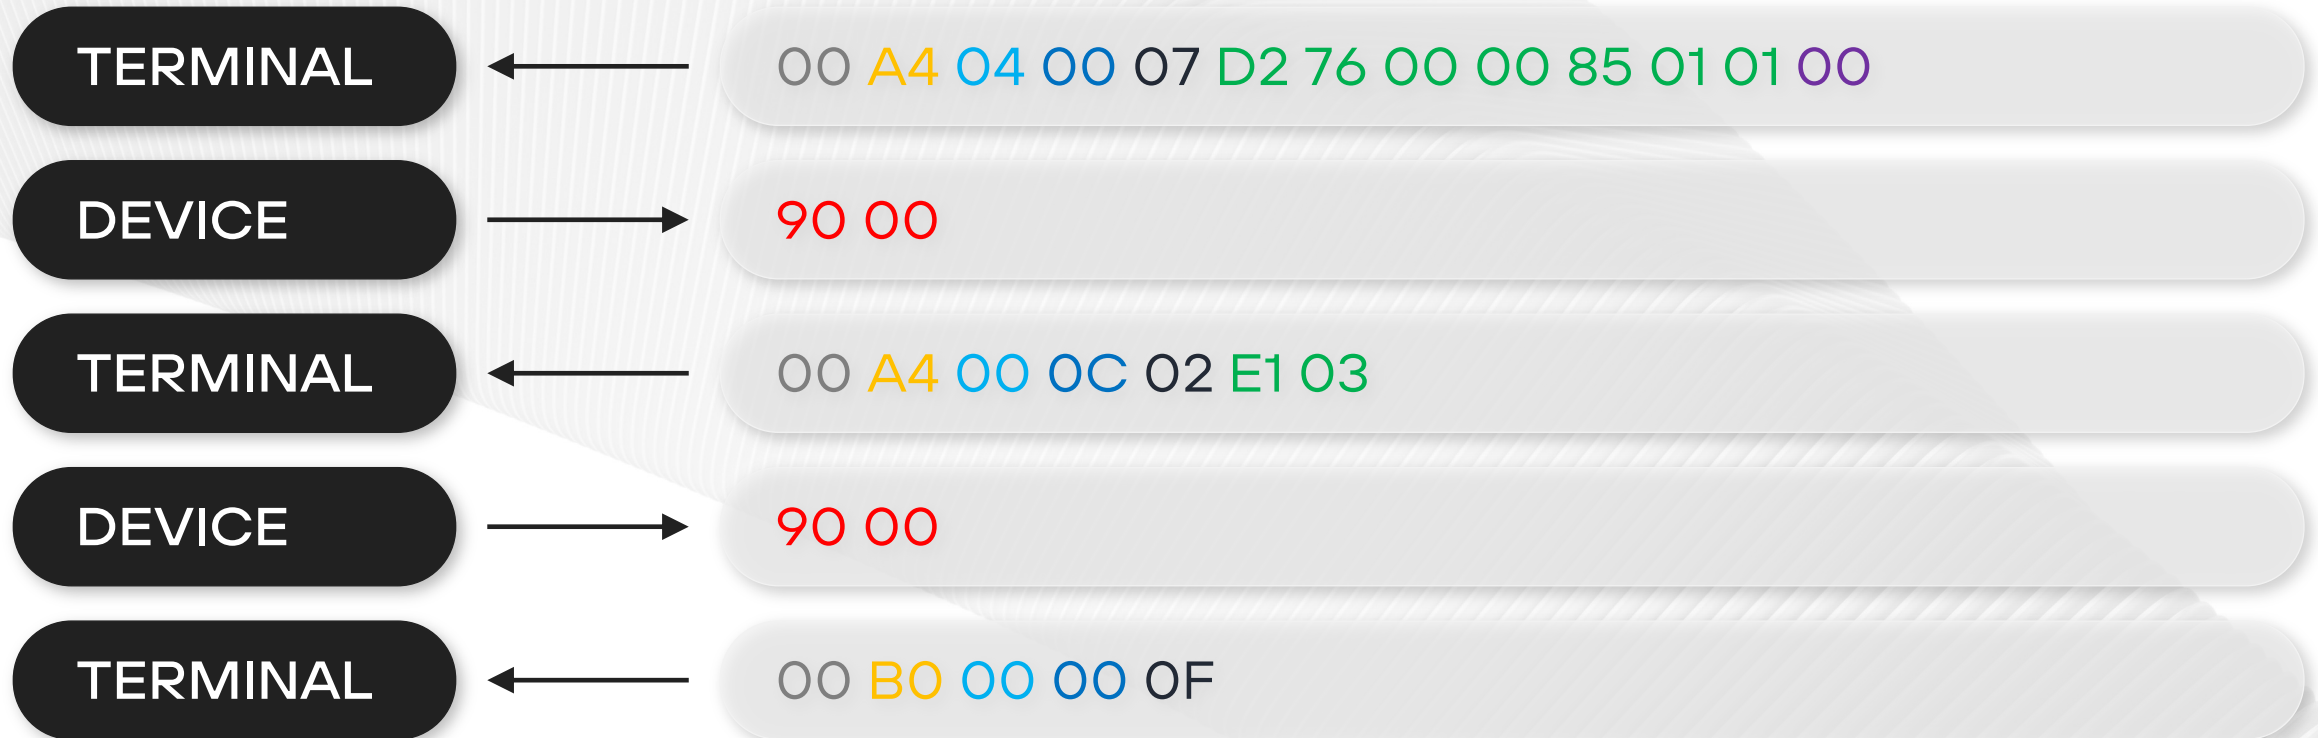 TERMINAL 00 A4 04 00 07 D2 76 00 00 85 01 01 00
DEVICE 90 00
TERMINAL 00 A4 00 0C 02 E1 03
DEVICE 90 00
TERMINAL 00 B0 00 00 0F